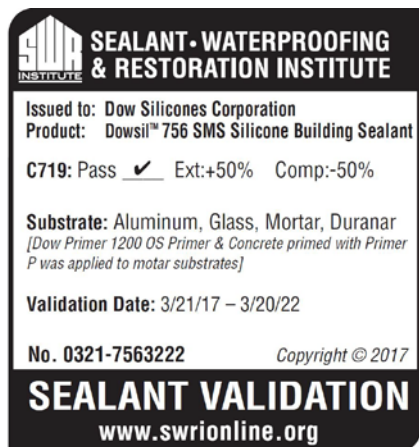 SWR
INSTITUTE
SEALANT • WATERPROOFING
& RESTORATION INSTITUTE
Issued to: Dow Silicones Corporation
Product: Dowsil™ 756 SMS Silicone Building Sealant
C719: Pass ✔ Ext:+50% Comp:-50%
Substrate: Aluminum, Glass, Mortar, Duranar
[Dow Primer 1200 OS Primer & Concrete primed with Primer
P was applied to motar substrates]
Validation Date: 3/21/17 – 3/20/22
No. 0321-7563222 Copyright © 2017
SEALANT VALIDATION
www.swrionline.org